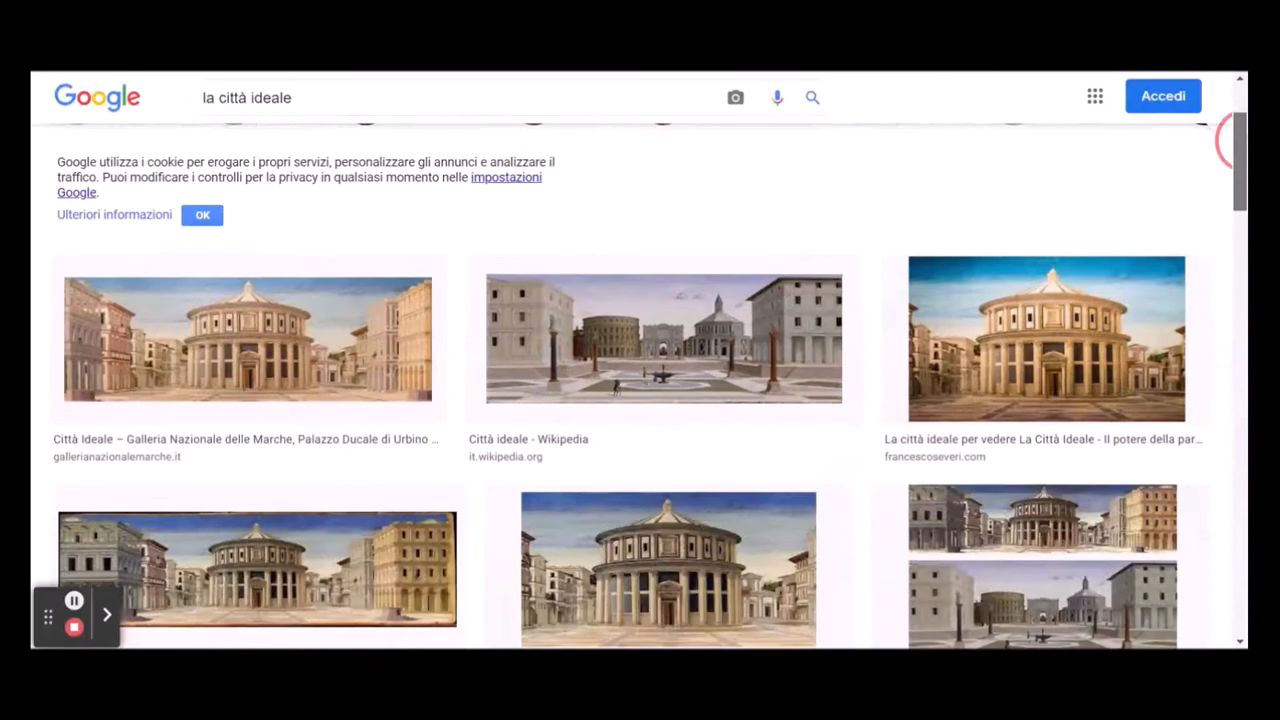 Google
la città ideale
Accedi
Google utilizza i cookie per erogare i propri servizi, personalizzare gli annunci e analizzare il
traffico. Puoi modificare i controlli per la privacy in qualsiasi momento nelle impostazioni
Google.
Ulteriori informazioni OK
Città Ideale – Galleria Nazionale delle Marche, Palazzo Ducale di Urbino ...
gallerianazionalemarche.it
Città ideale - Wikipedia
it.wikipedia.org
La città ideale per vedere La Città Ideale - Il potere della par...
francescoseveri.com